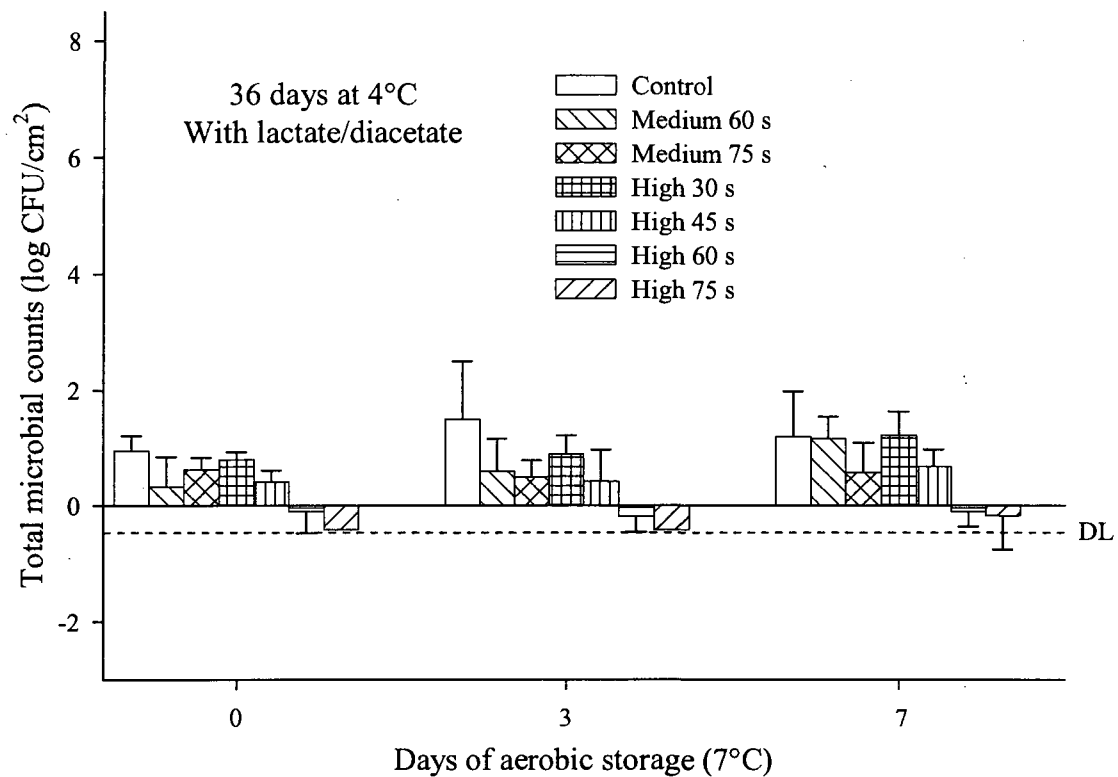 Total microbial counts (log CFU/cm²)
8
6
4
2
0
-2
36 days at 4°C
With lactate/diacetate
Control
Medium 60 s
Medium 75 s
High 30 s
High 45 s
High 60 s
High 75 s
DL
0
3
7
Days of aerobic storage (7°C)